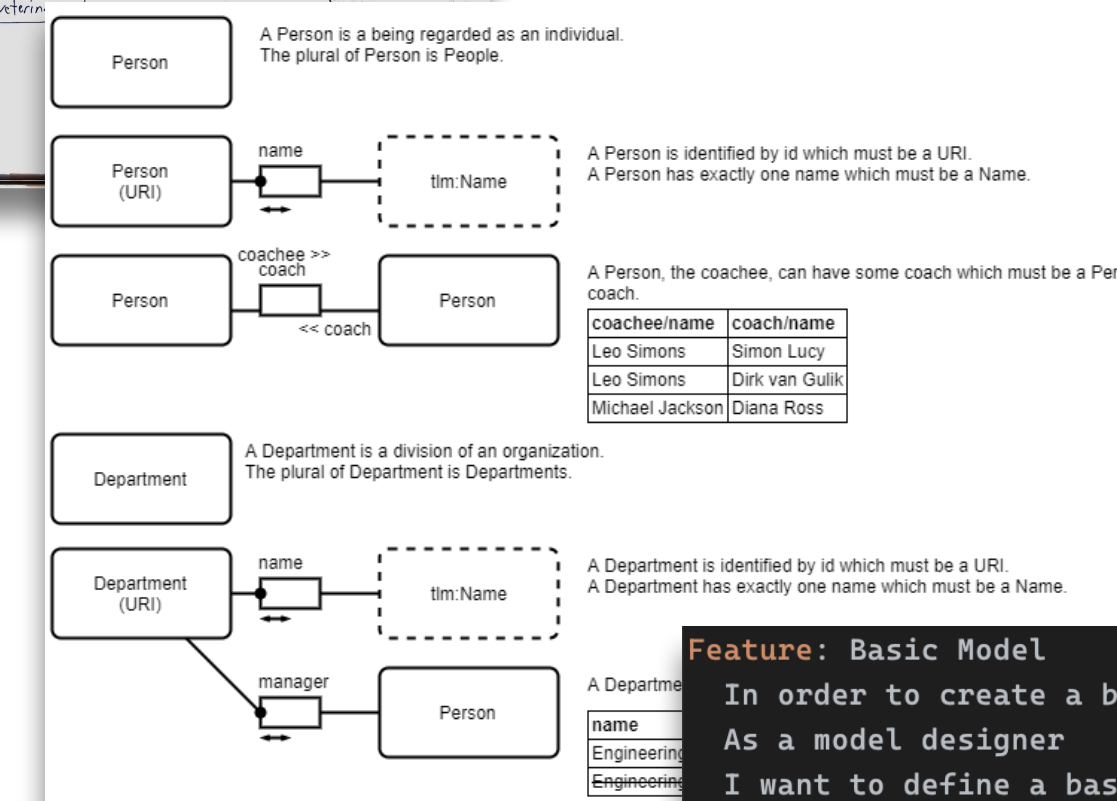 Person
A Person is a being regarded as an individual.
The plural of Person is People.
Person
(URI)
name
tlm:Name
A Person is identified by id which must be a URI.
A Person has exactly one name which must be a Name.
Person
coachee >>
coach
<< coach
Person
A Person, the coachee, can have some coach which must be a Per
coach.
coachee/name coach/name
Leo Simons Simon Lucy
Leo Simons Dirk van Gulik
Michael Jackson Diana Ross
Department
A Department is a division of an organization.
The plural of Department is Departments.
Department
(URI)
name
tlm:Name
A Department is identified by id which must be a URI.
A Department has exactly one name which must be a Name.
manager
Person
A Departme
name
Engineering
Engineering
Feature: Basic Model
In order to create a b
As a model designer
I want to define a bas